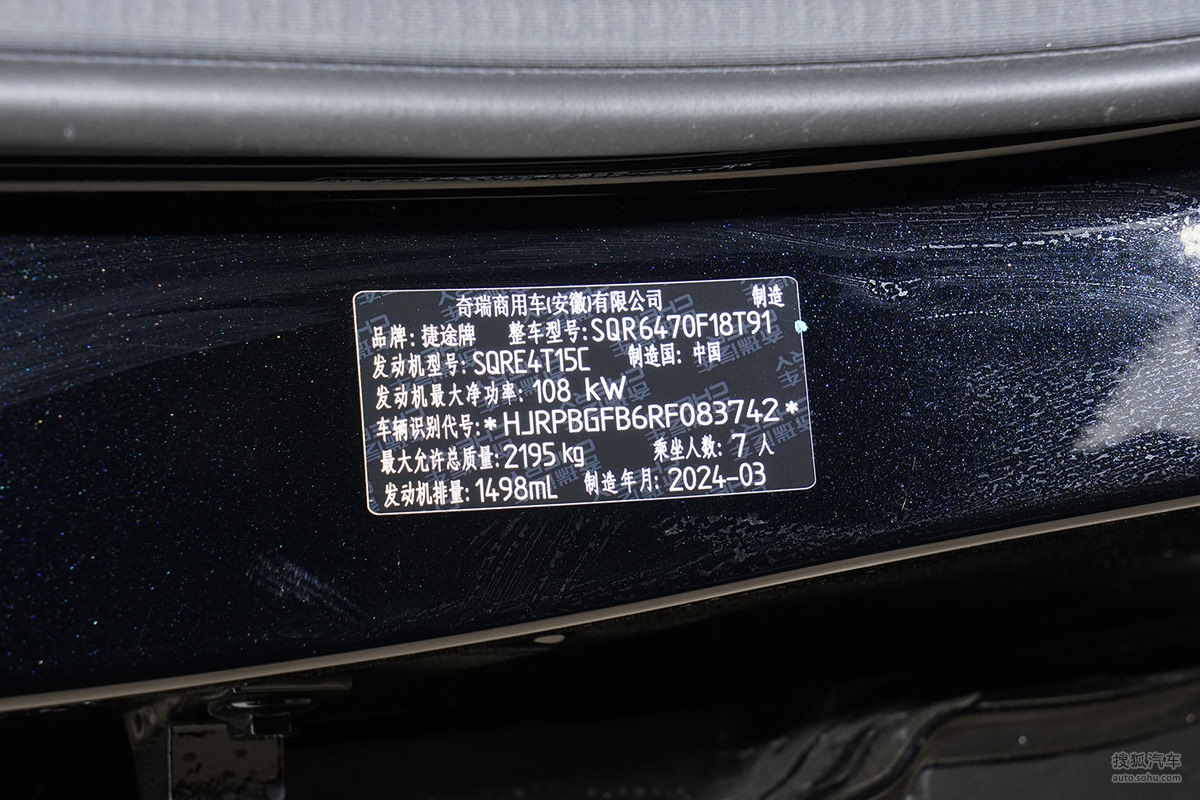 奇瑞商用车(安徽)有限公司 制造
品牌: 捷途牌 整车型号: SQR6470F18T91
发动机型号: SQRE4T15C 制造国: 中国
发动机最大净功率: 108 kW
车辆识别代号: *HJRPBGFB6RF083742*
最大允许总质量: 2195 kg 乘坐人数: 7 人
发动机排量: 1498mL 制造年月: 2024-03
搜狐汽车
auto.sohu.com